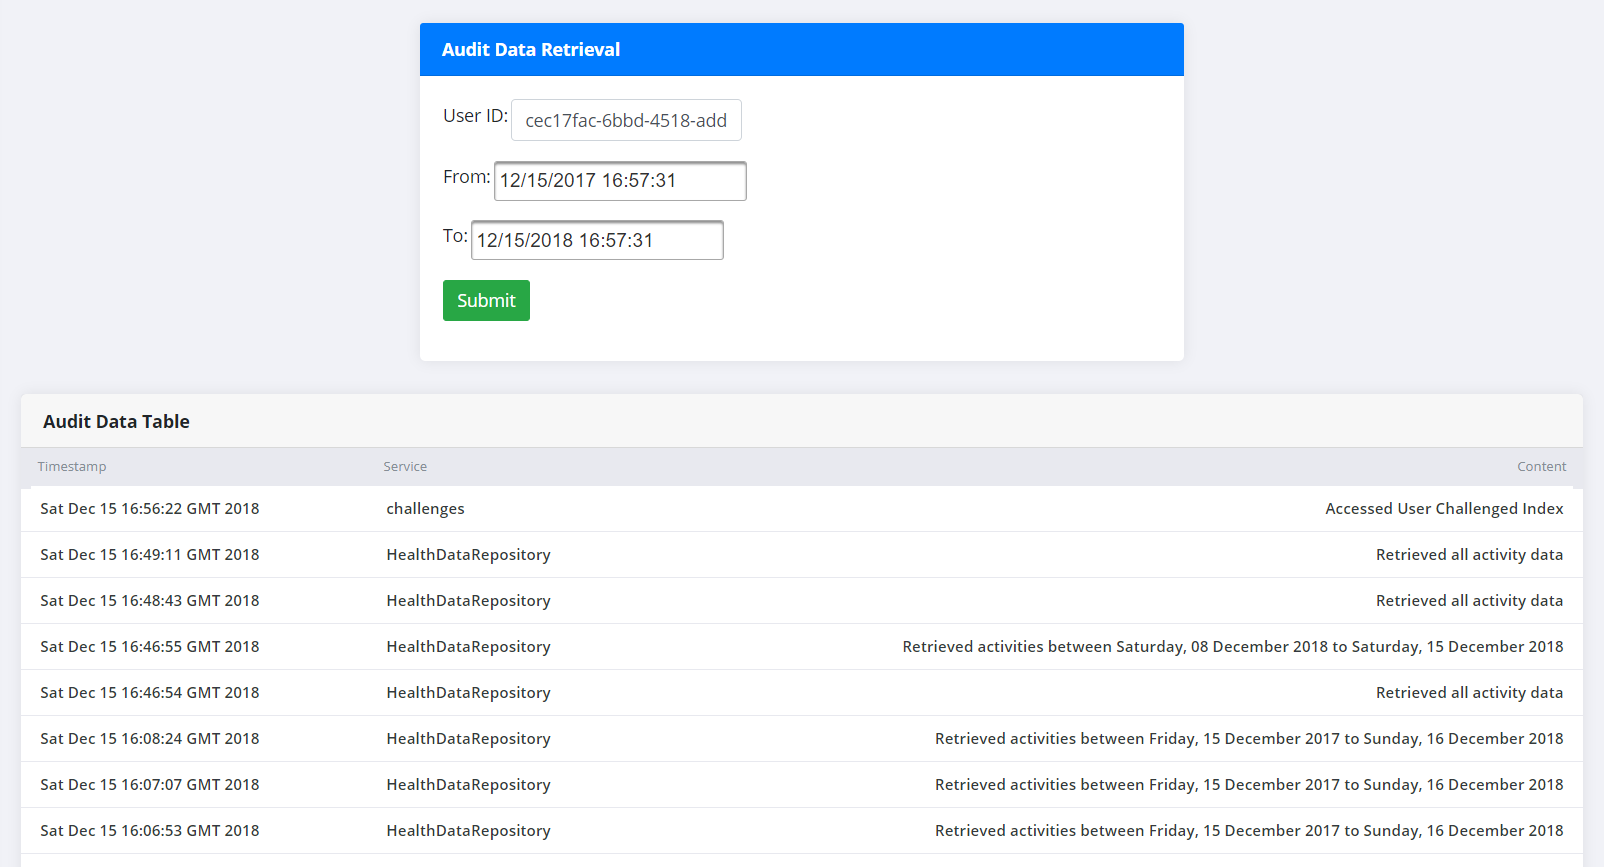 Audit Data Retrieval
User ID: cec17fac-6bbd-4518-add
From: 12/15/2017 16:57:31
To: 12/15/2018 16:57:31
Submit
Audit Data Table
Timestamp Service Content
Sat Dec 15 16:56:22 GMT 2018 challenges Accessed User Challenged Index
Sat Dec 15 16:49:11 GMT 2018 HealthDataRepository Retrieved all activity data
Sat Dec 15 16:48:43 GMT 2018 HealthDataRepository Retrieved all activity data
Sat Dec 15 16:46:55 GMT 2018 HealthDataRepository Retrieved activities between Saturday, 08 December 2018 to Saturday, 15 December 2018
Sat Dec 15 16:46:54 GMT 2018 HealthDataRepository Retrieved all activity data
Sat Dec 15 16:08:24 GMT 2018 HealthDataRepository Retrieved activities between Friday, 15 December 2017 to Sunday, 16 December 2018
Sat Dec 15 16:07:07 GMT 2018 HealthDataRepository Retrieved activities between Friday, 15 December 2017 to Sunday, 16 December 2018
Sat Dec 15 16:06:53 GMT 2018 HealthDataRepository Retrieved activities between Friday, 15 December 2017 to Sunday, 16 December 2018